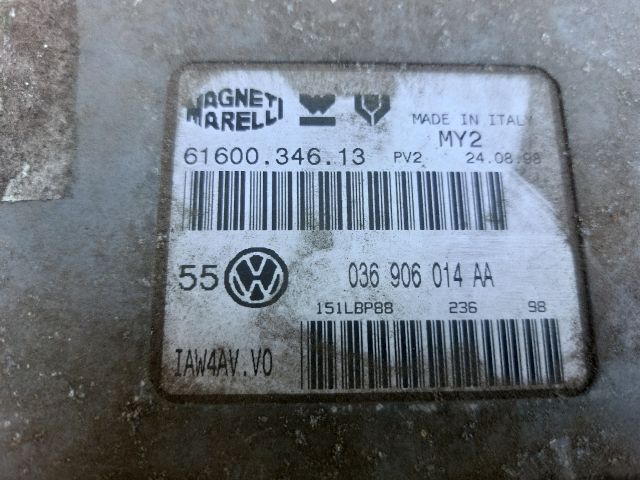 MAGNETI
MARELLI
MADE IN ITALY
MY2
61600.346.13 PV2 24.08.98
55 VW 036 906 014 AA
151LBP88 236 98
IAW4AV.V0